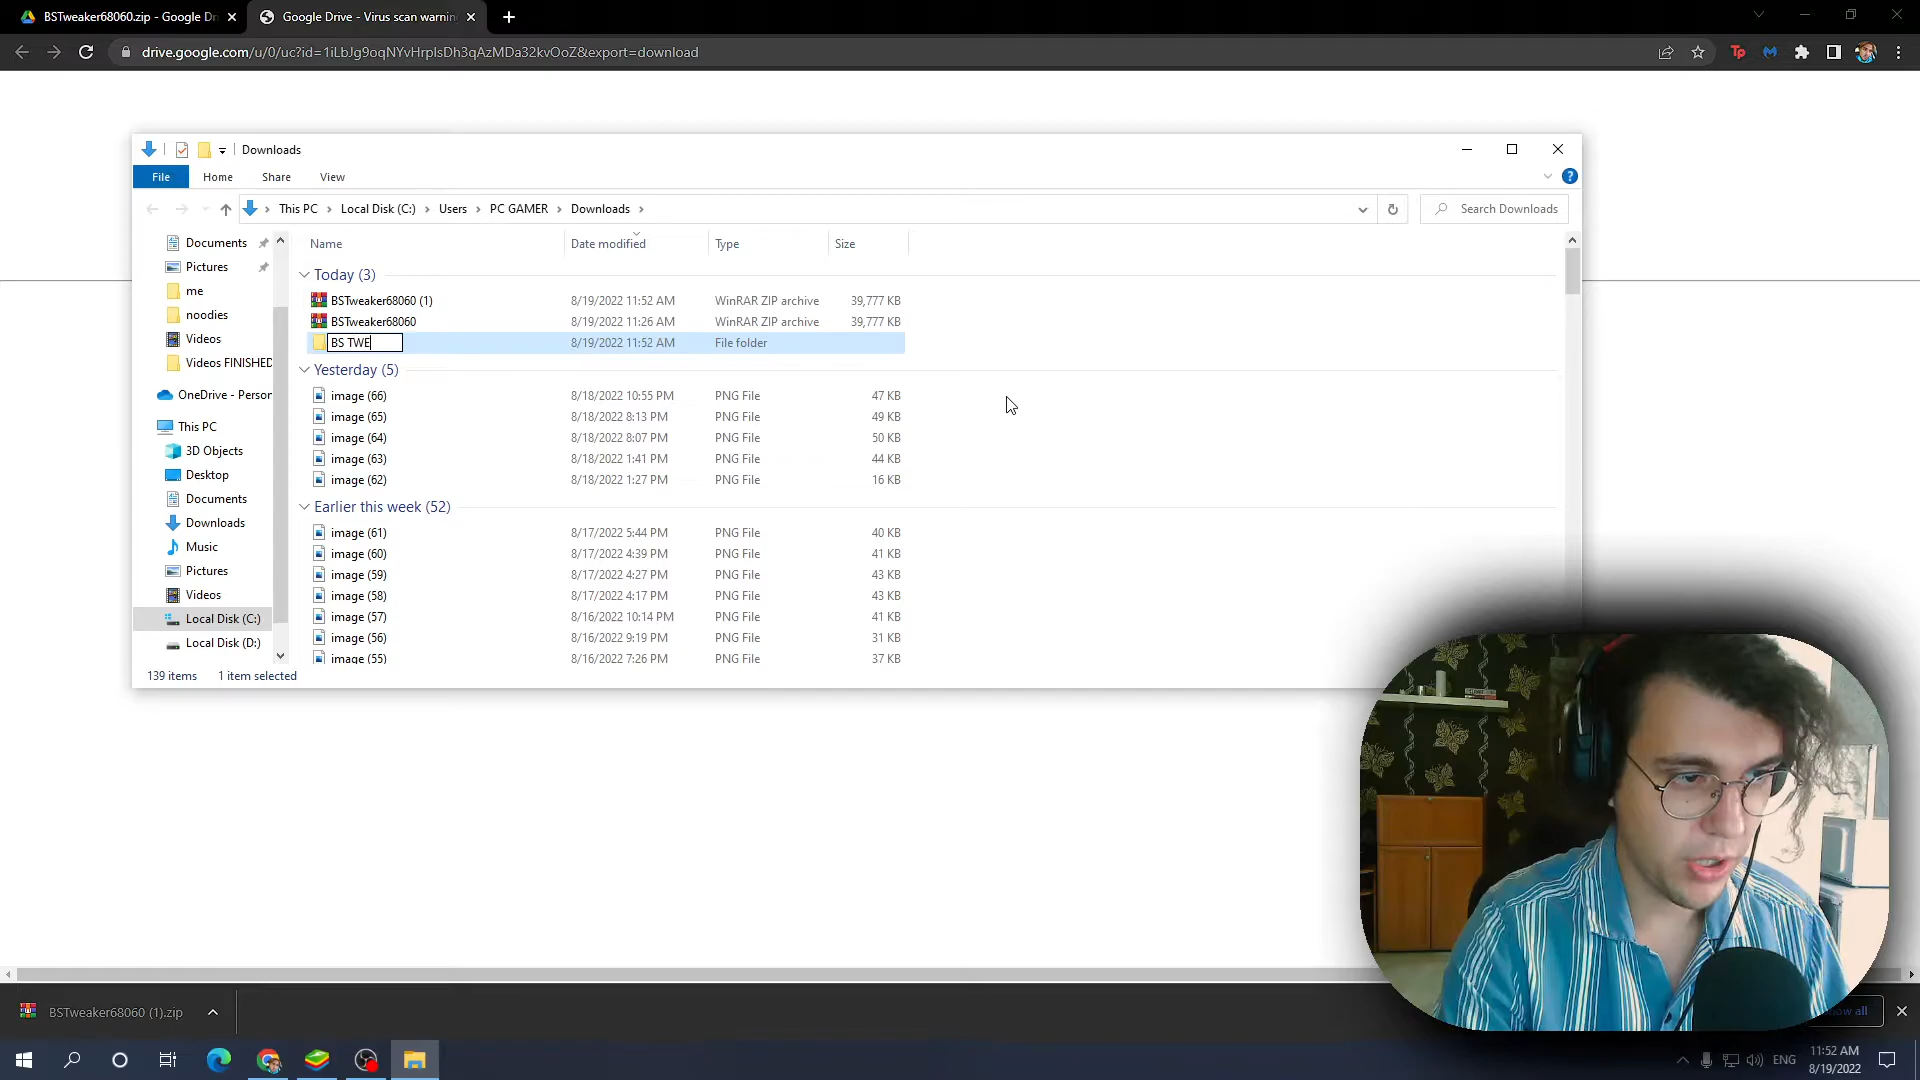 BSTweaker68060.zip - Google Dri
Google Drive - Virus scan warnin
drive.google.com/u/0/uc?id=1iLbJg9oqNYvHrpIsDh3qAzMDa32kvOoZ&export=download
Tp
Downloads
File Home Share View
This PC › Local Disk (C:) › Users › PC GAMER › Downloads ›
Search Downloads
Name Date modified Type Size
Documents
Pictures
me
noodies
Videos
Videos FINISHED
OneDrive - Person
This PC
3D Objects
Desktop
Documents
Downloads
Music
Pictures
Videos
Local Disk (C:)
Local Disk (D:)
Today (3)
BSTweaker68060 (1) 8/19/2022 11:52 AM WinRAR ZIP archive 39,777 KB
BSTweaker68060 8/19/2022 11:26 AM WinRAR ZIP archive 39,777 KB
BS TWE 8/19/2022 11:52 AM File folder
Yesterday (5)
image (66) 8/18/2022 10:55 PM PNG File 47 KB
image (65) 8/18/2022 8:13 PM PNG File 49 KB
image (64) 8/18/2022 8:07 PM PNG File 50 KB
image (63) 8/18/2022 1:41 PM PNG File 44 KB
image (62) 8/18/2022 1:27 PM PNG File 16 KB
Earlier this week (52)
image (61) 8/17/2022 5:44 PM PNG File 40 KB
image (60) 8/17/2022 4:39 PM PNG File 41 KB
image (59) 8/17/2022 4:27 PM PNG File 43 KB
image (58) 8/17/2022 4:17 PM PNG File 43 KB
image (57) 8/16/2022 10:14 PM PNG File 41 KB
image (56) 8/16/2022 9:19 PM PNG File 31 KB
image (55) 8/16/2022 7:26 PM PNG File 37 KB
139 items 1 item selected
BSTweaker68060 (1).zip
ow all
ENG
11:52 AM
8/19/2022